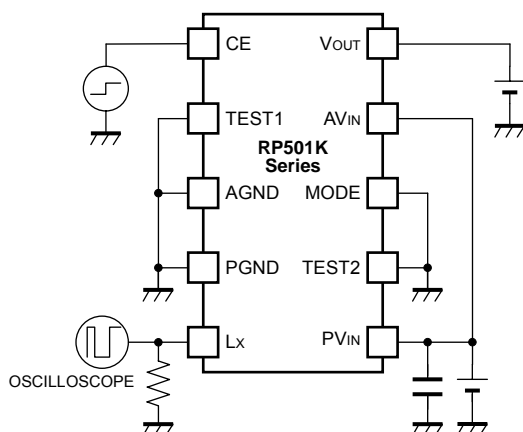 CE
VOUT
TEST1
AVIN
RP501K
Series
AGND
MODE
PGND
TEST2
LX
PVIN
OSCILLOSCOPE